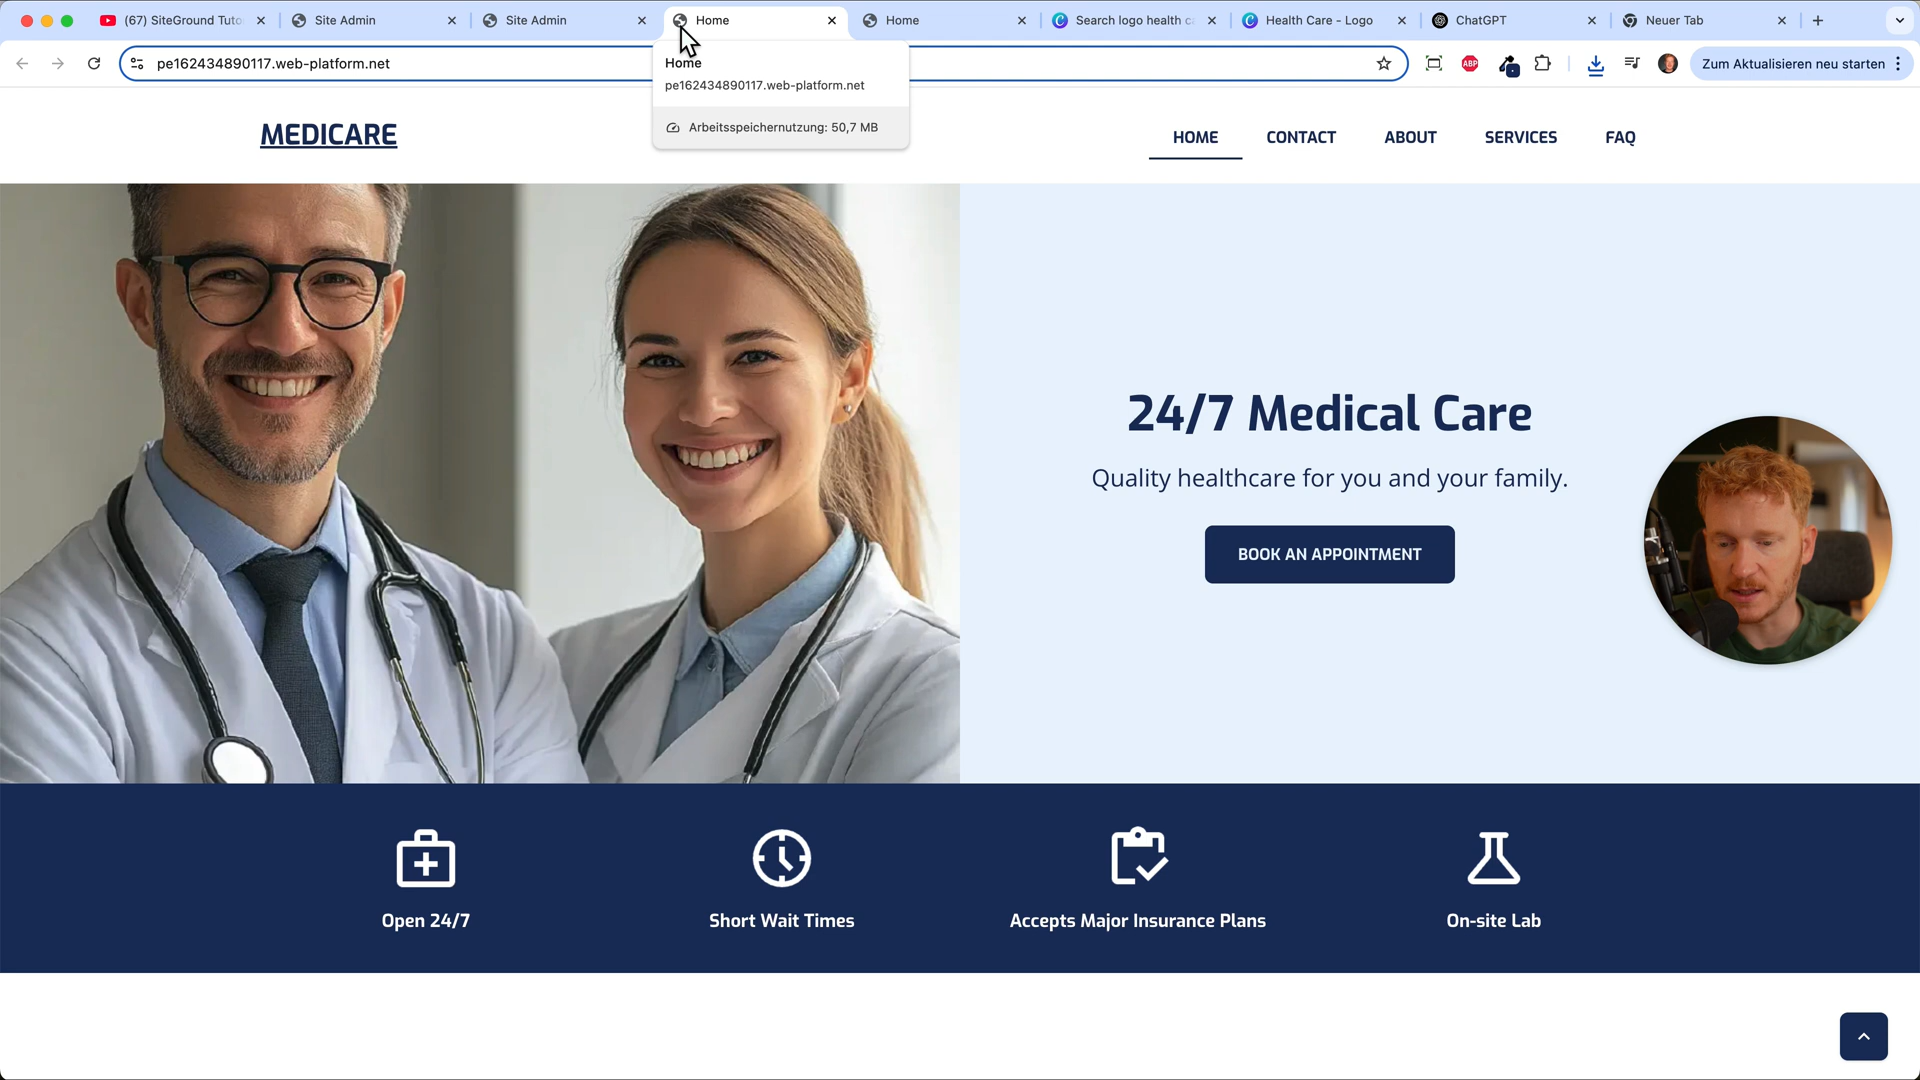 (67) SiteGround Tuto
Site Admin
Site Admin
Home
Home
Search logo health c
Health Care - Logo
ChatGPT
Neuer Tab
pe162434890117.web-platform.net
ABP
Zum Aktualisieren neu starten
Home
pe162434890117.web-platform.net
Arbeitsspeichernutzung: 50,7 MB
MEDICARE
HOME
CONTACT
ABOUT
SERVICES
FAQ
24/7 Medical Care
Quality healthcare for you and your family.
BOOK AN APPOINTMENT
Open 24/7
Short Wait Times
Accepts Major Insurance Plans
On-site Lab